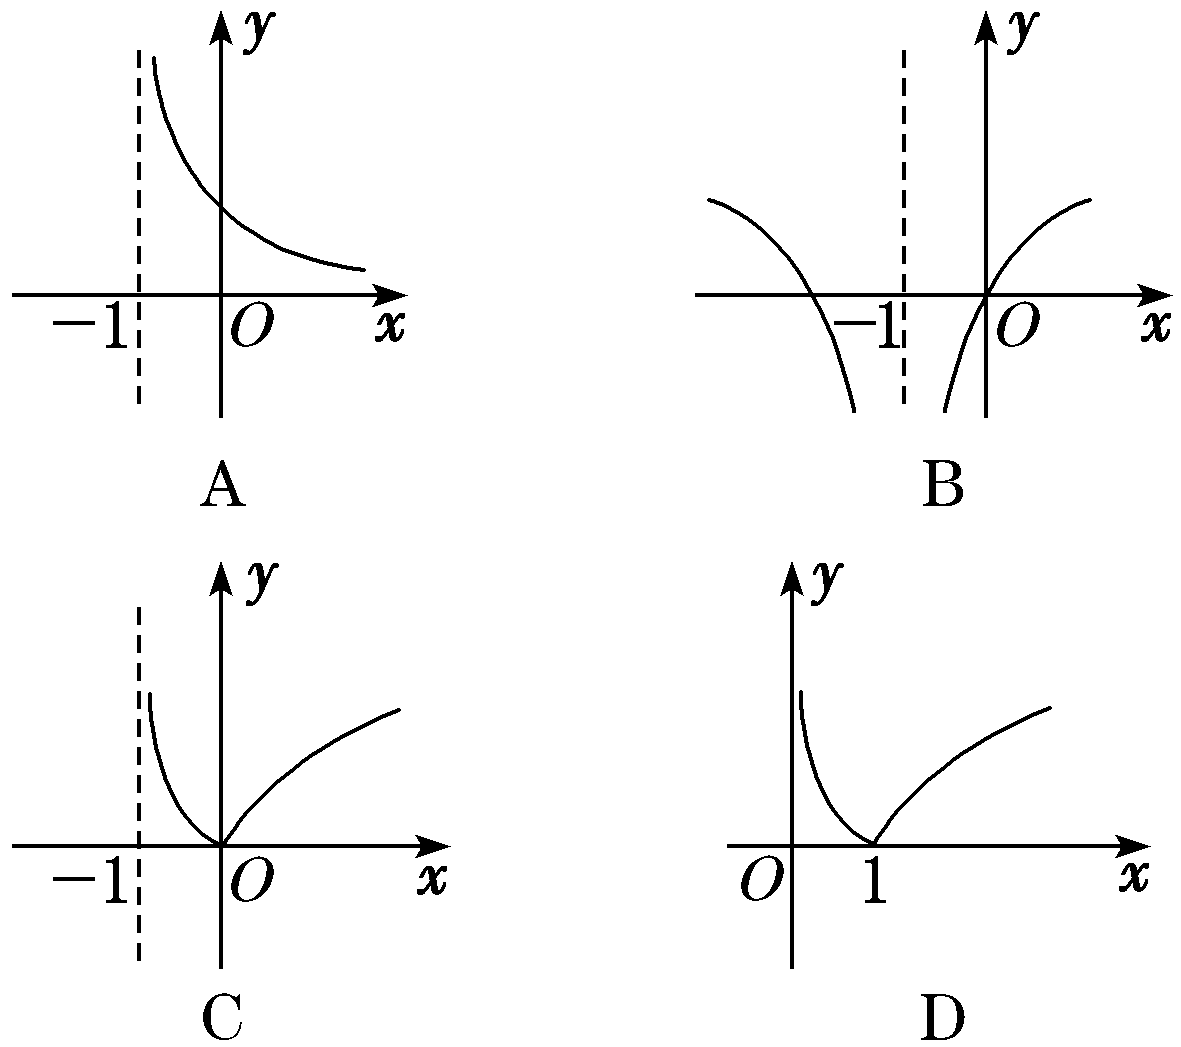 y y
−1 O x −1 O x
A B
y y
−1 O x O 1 x
C D